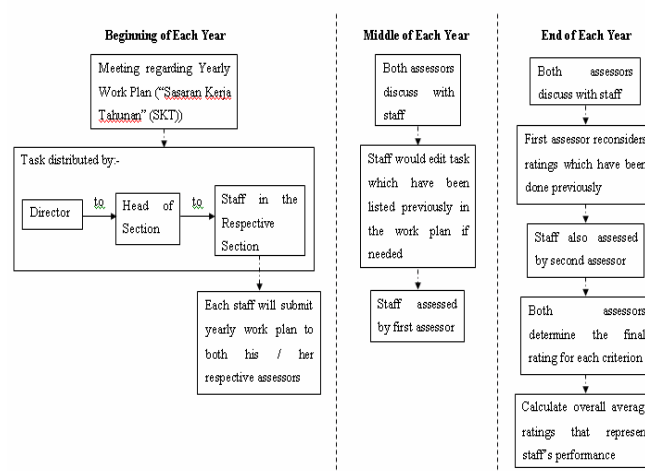 Beginning of Each Year
Meeting regarding Yearly
Work Plan ("Sasaran Kerja
Tahunan" (SKT))
Task distributed by:-
Director
to
Head of
Section
to
Staff in the
Respective
Section
Each staff will submit
yearly work plan to
both his / her
respective assessors
Middle of Each Year
Both assessors
discuss with
staff
Staff would edit task
which have been
listed previously in
the work plan if
needed
Staff assessed
by first assessor
End of Each Year
Both assessors
discuss with staff
First assessor reconsiders
ratings which have been
done previously
Staff also assessed
by second assessor
Both assessors
determine the final
rating for each criterion
Calculate overall averag
ratings that represen
staff's performance